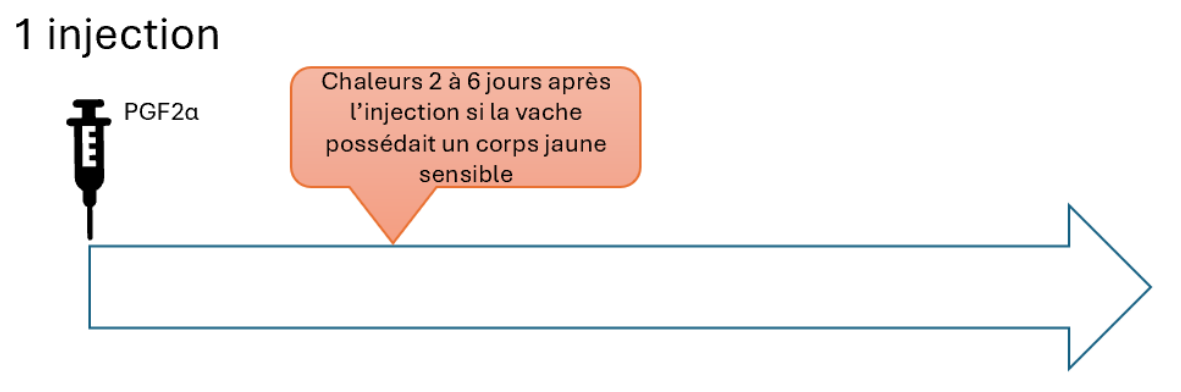 1 injection
PGF2α
Chaleurs 2 à 6 jours après
l’injection si la vache
possédait un corps jaune
sensible